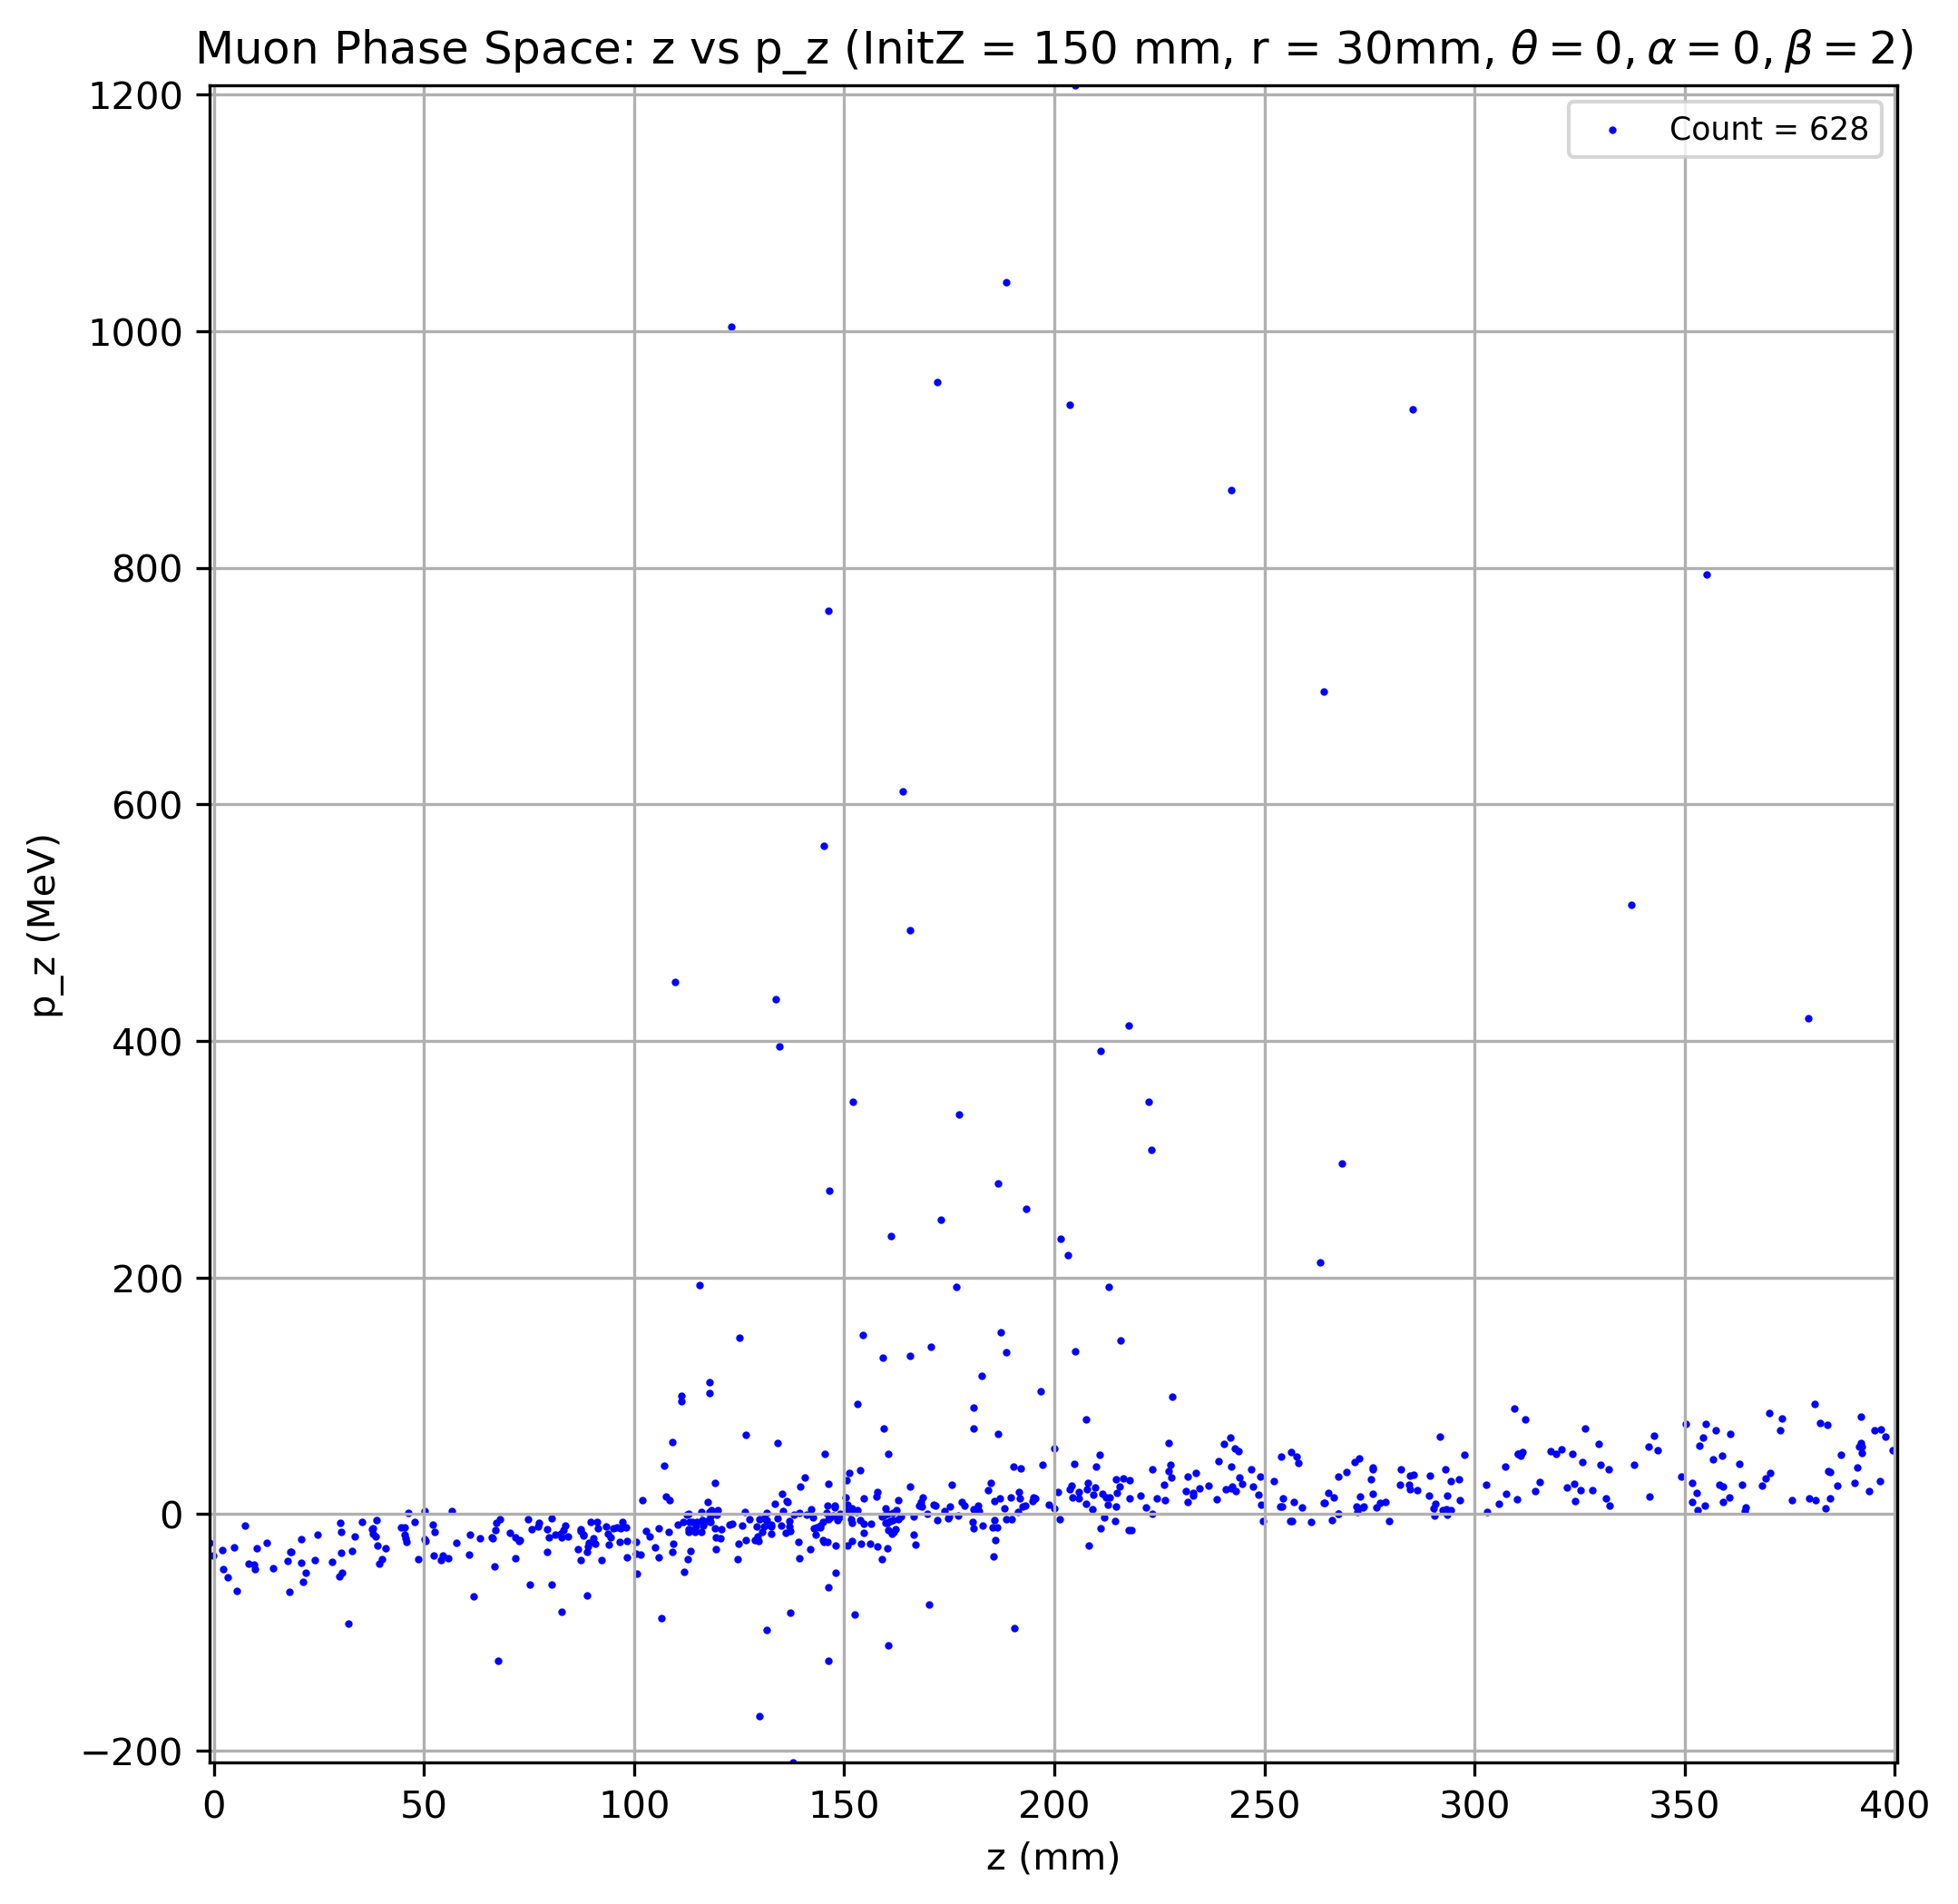 Muon Phase Space: z vs p_z (InitZ = 150 mm, r = 30mm, θ = 0, α = 0, β = 2)
Count = 628
1200
1000
800
600
400
200
0
−200
p_z (MeV)
0 50 100 150 200 250 300 350 400
z (mm)